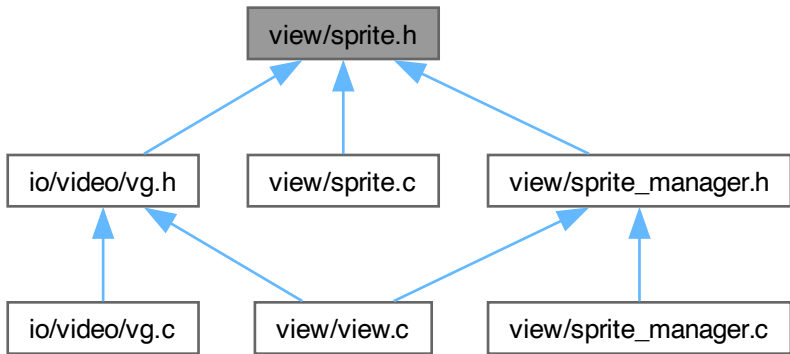 view/sprite.h
io/video/vg.h
view/sprite.c
view/sprite_manager.h
io/video/vg.c
view/view.c
view/sprite_manager.c